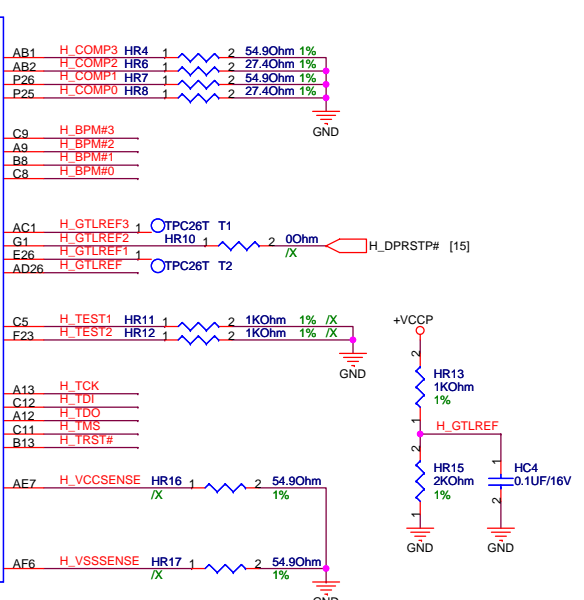 AB1 H_COMP3 HR4 1 2 54.9Ohm 1%
AB2 H_COMP2 HR6 1 2 27.4Ohm 1%
P26 H_COMP1 HR7 1 2 54.9Ohm 1%
P25 H_COMP0 HR8 1 2 27.4Ohm 1%
GND
C9 H_BPM#3
A9 H_BPM#2
B8 H_BPM#1
C8 H_BPM#0
AC1 H_GTLREF3 1 TPC26T T1
G1 H_GTLREF2 HR10 1 2 0Ohm H_DPRSTP# [15]
/X
E26 H_GTLREF1 1
AD26 H_GTLREF TPC26T T2
C5 H_TEST1 HR11 1 2 1KOhm 1% /X
F23 H_TEST2 HR12 1 2 1KOhm 1% /X
GND
+VCCP
2
HR13
1KOhm
1%
1
H_GTLREF
2
HR15
2KOhm
1%
1
GND
1
HC4
0.1UF/16V
2
GND
A13 H_TCK
C12 H_TDI
A12 H_TDO
C11 H_TMS
B13 H_TRST#
AE7 H_VCCSENSE HR16 1 2 54.9Ohm
/X 1%
AF6 H_VSSSENSE HR17 1 2 54.9Ohm
/X 1%
GND